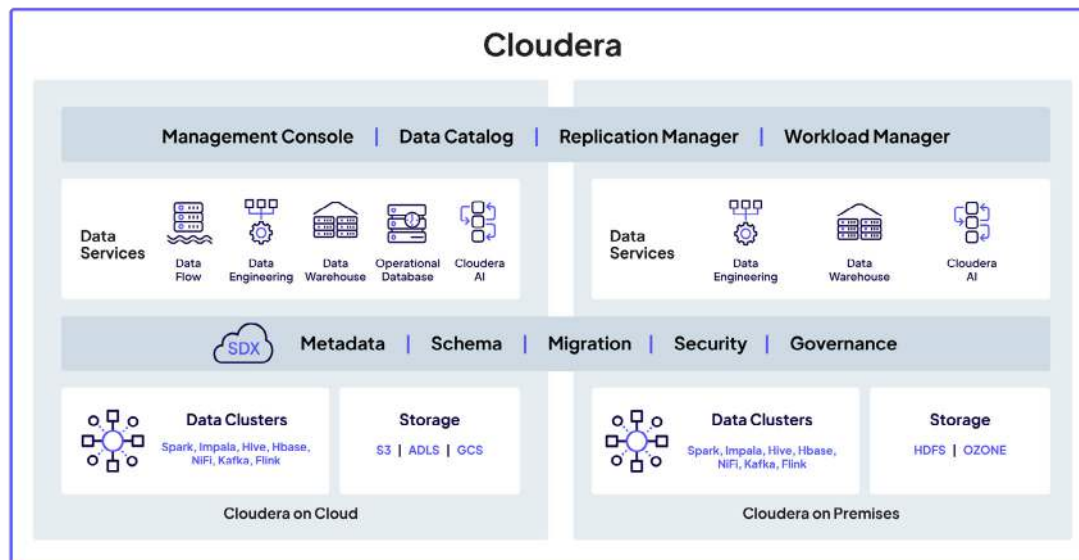 Cloudera
Management Console | Data Catalog | Replication Manager | Workload Manager
Data
Services
Data
Flow
Data
Engineering
Data
Warehouse
Operational
Database
Cloudera
AI
Data
Services
Data
Engineering
Data
Warehouse
Cloudera
AI
SDX
Metadata | Schema | Migration | Security | Governance
Data Clusters
Spark, Impala, Hive, Hbase,
NiFi, Kafka, Flink
Storage
S3 | ADLS | GCS
Cloudera on Cloud
Data Clusters
Spark, Impala, Hive, Hbase,
NiFi, Kafka, Flink
Storage
HDFS | OZONE
Cloudera on Premises